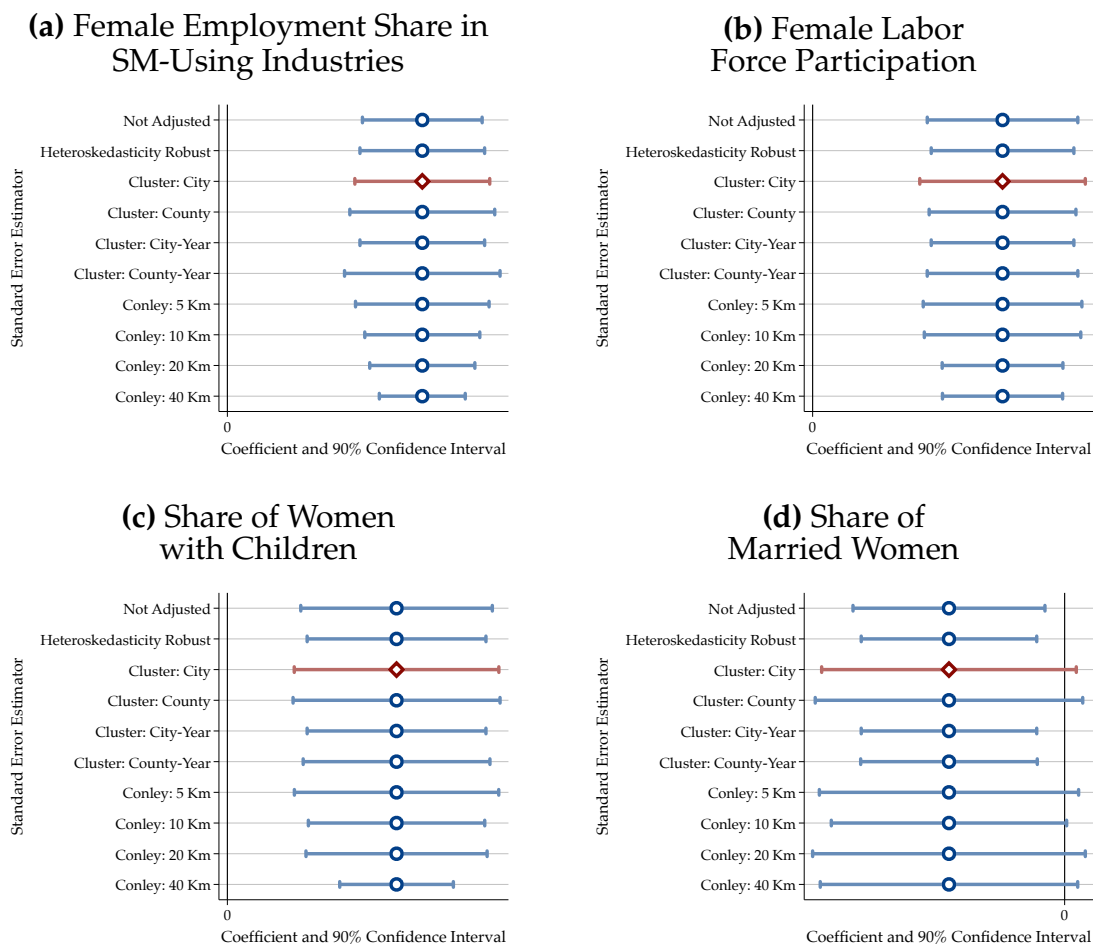 (a) Female Employment Share in
SM-Using Industries
Standard Error Estimator
Not Adjusted
Heteroskedasticity Robust
Cluster: City
Cluster: County
Cluster: City-Year
Cluster: County-Year
Conley: 5 Km
Conley: 10 Km
Conley: 20 Km
Conley: 40 Km
0
Coefficient and 90% Confidence Interval
(b) Female Labor
Force Participation
Standard Error Estimator
Not Adjusted
Heteroskedasticity Robust
Cluster: City
Cluster: County
Cluster: City-Year
Cluster: County-Year
Conley: 5 Km
Conley: 10 Km
Conley: 20 Km
Conley: 40 Km
0
Coefficient and 90% Confidence Interval
(c) Share of Women
with Children
Standard Error Estimator
Not Adjusted
Heteroskedasticity Robust
Cluster: City
Cluster: County
Cluster: City-Year
Cluster: County-Year
Conley: 5 Km
Conley: 10 Km
Conley: 20 Km
Conley: 40 Km
0
Coefficient and 90% Confidence Interval
(d) Share of
Married Women
Standard Error Estimator
Not Adjusted
Heteroskedasticity Robust
Cluster: City
Cluster: County
Cluster: City-Year
Cluster: County-Year
Conley: 5 Km
Conley: 10 Km
Conley: 20 Km
Conley: 40 Km
0
Coefficient and 90% Confidence Interval